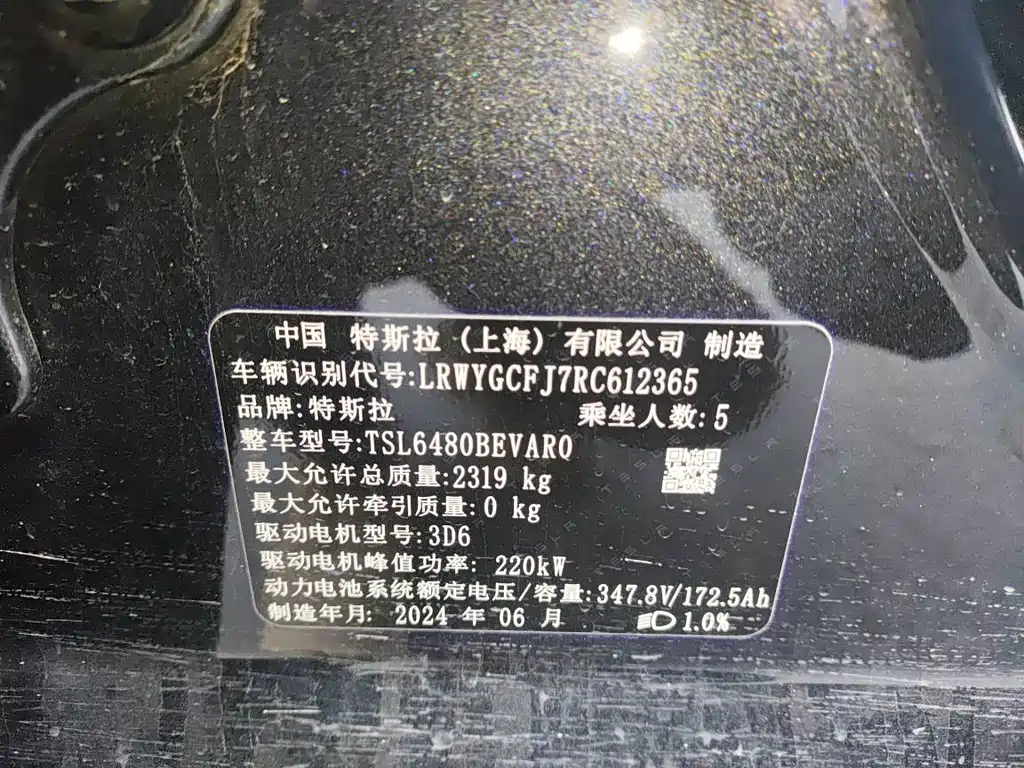 中国 特斯拉（上海）有限公司 制造
车辆识别代号:LRWYGCFJ7RC612365
品牌:特斯拉 乘坐人数:5
整车型号:TSL6480BEVAR0
最大允许总质量:2319 kg
最大允许牵引质量:0 kg
驱动电机型号:3D6
驱动电机峰值功率: 220kW
动力电池系统额定电压/容量:347.8V/172.5Ah
制造年月: 2024 年 06 月 1.0%